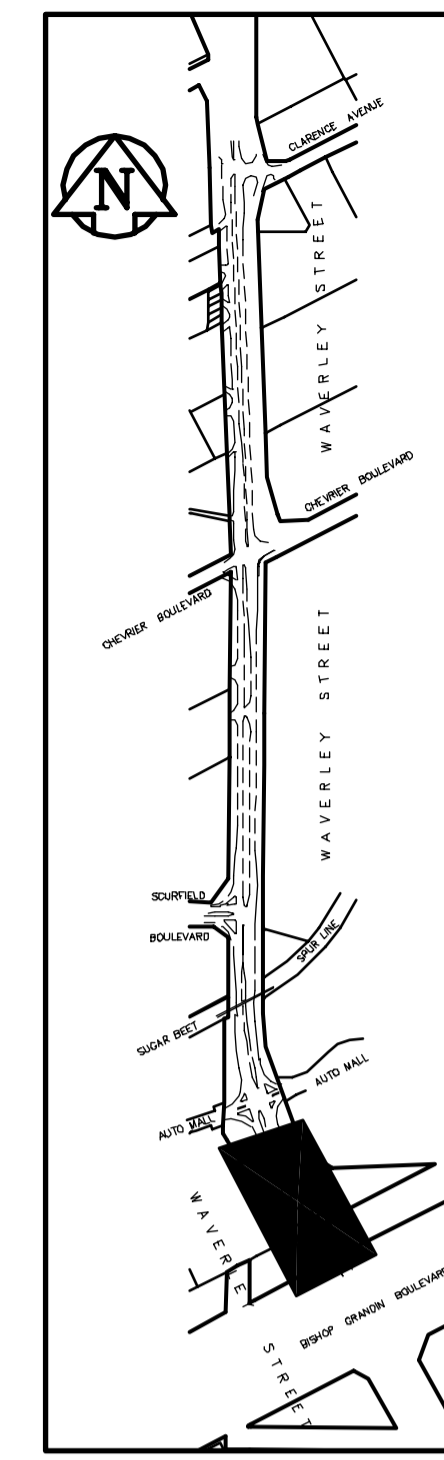 CLARENCE AVENUE
N
WAVERLEY STREET
CHEVRIER BOULEVARD
CHEVRIER BOULEVARD
WAVERLEY STREET
SCURFIELD
BOULEVARD
SPUR LINE
SUGAR BEET
AUTO MALL
AUTO MALL
WAVERLEY STREET
BISHOP GRANDIN BOULEVARD